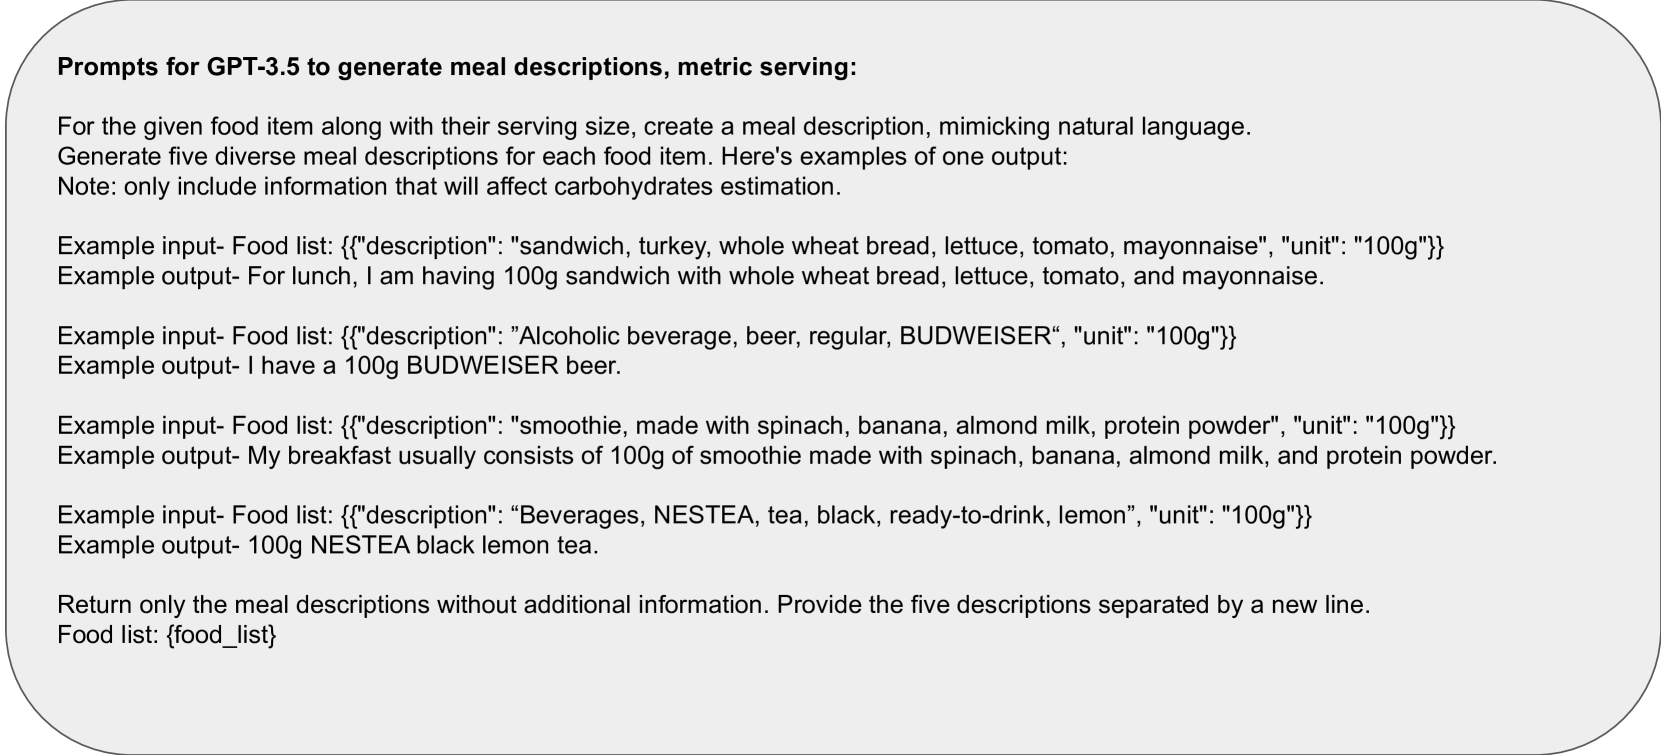 Prompts for GPT-3.5 to generate meal descriptions, metric serving:
For the given food item along with their serving size, create a meal description, mimicking natural language.
Generate five diverse meal descriptions for each food item. Here's examples of one output:
Note: only include information that will affect carbohydrates estimation.
Example input- Food list: {{"description": "sandwich, turkey, whole wheat bread, lettuce, tomato, mayonnaise", "unit": "100g"}}
Example output- For lunch, I am having 100g sandwich with whole wheat bread, lettuce, tomato, and mayonnaise.
Example input- Food list: {{"description": ”Alcoholic beverage, beer, regular, BUDWEISER“, "unit": "100g"}}
Example output- I have a 100g BUDWEISER beer.
Example input- Food list: {{"description": "smoothie, made with spinach, banana, almond milk, protein powder", "unit": "100g"}}
Example output- My breakfast usually consists of 100g of smoothie made with spinach, banana, almond milk, and protein powder.
Example input- Food list: {{"description": “Beverages, NESTEA, tea, black, ready-to-drink, lemon”, "unit": "100g"}}
Example output- 100g NESTEA black lemon tea.
Return only the meal descriptions without additional information. Provide the five descriptions separated by a new line.
Food list: {food_list}